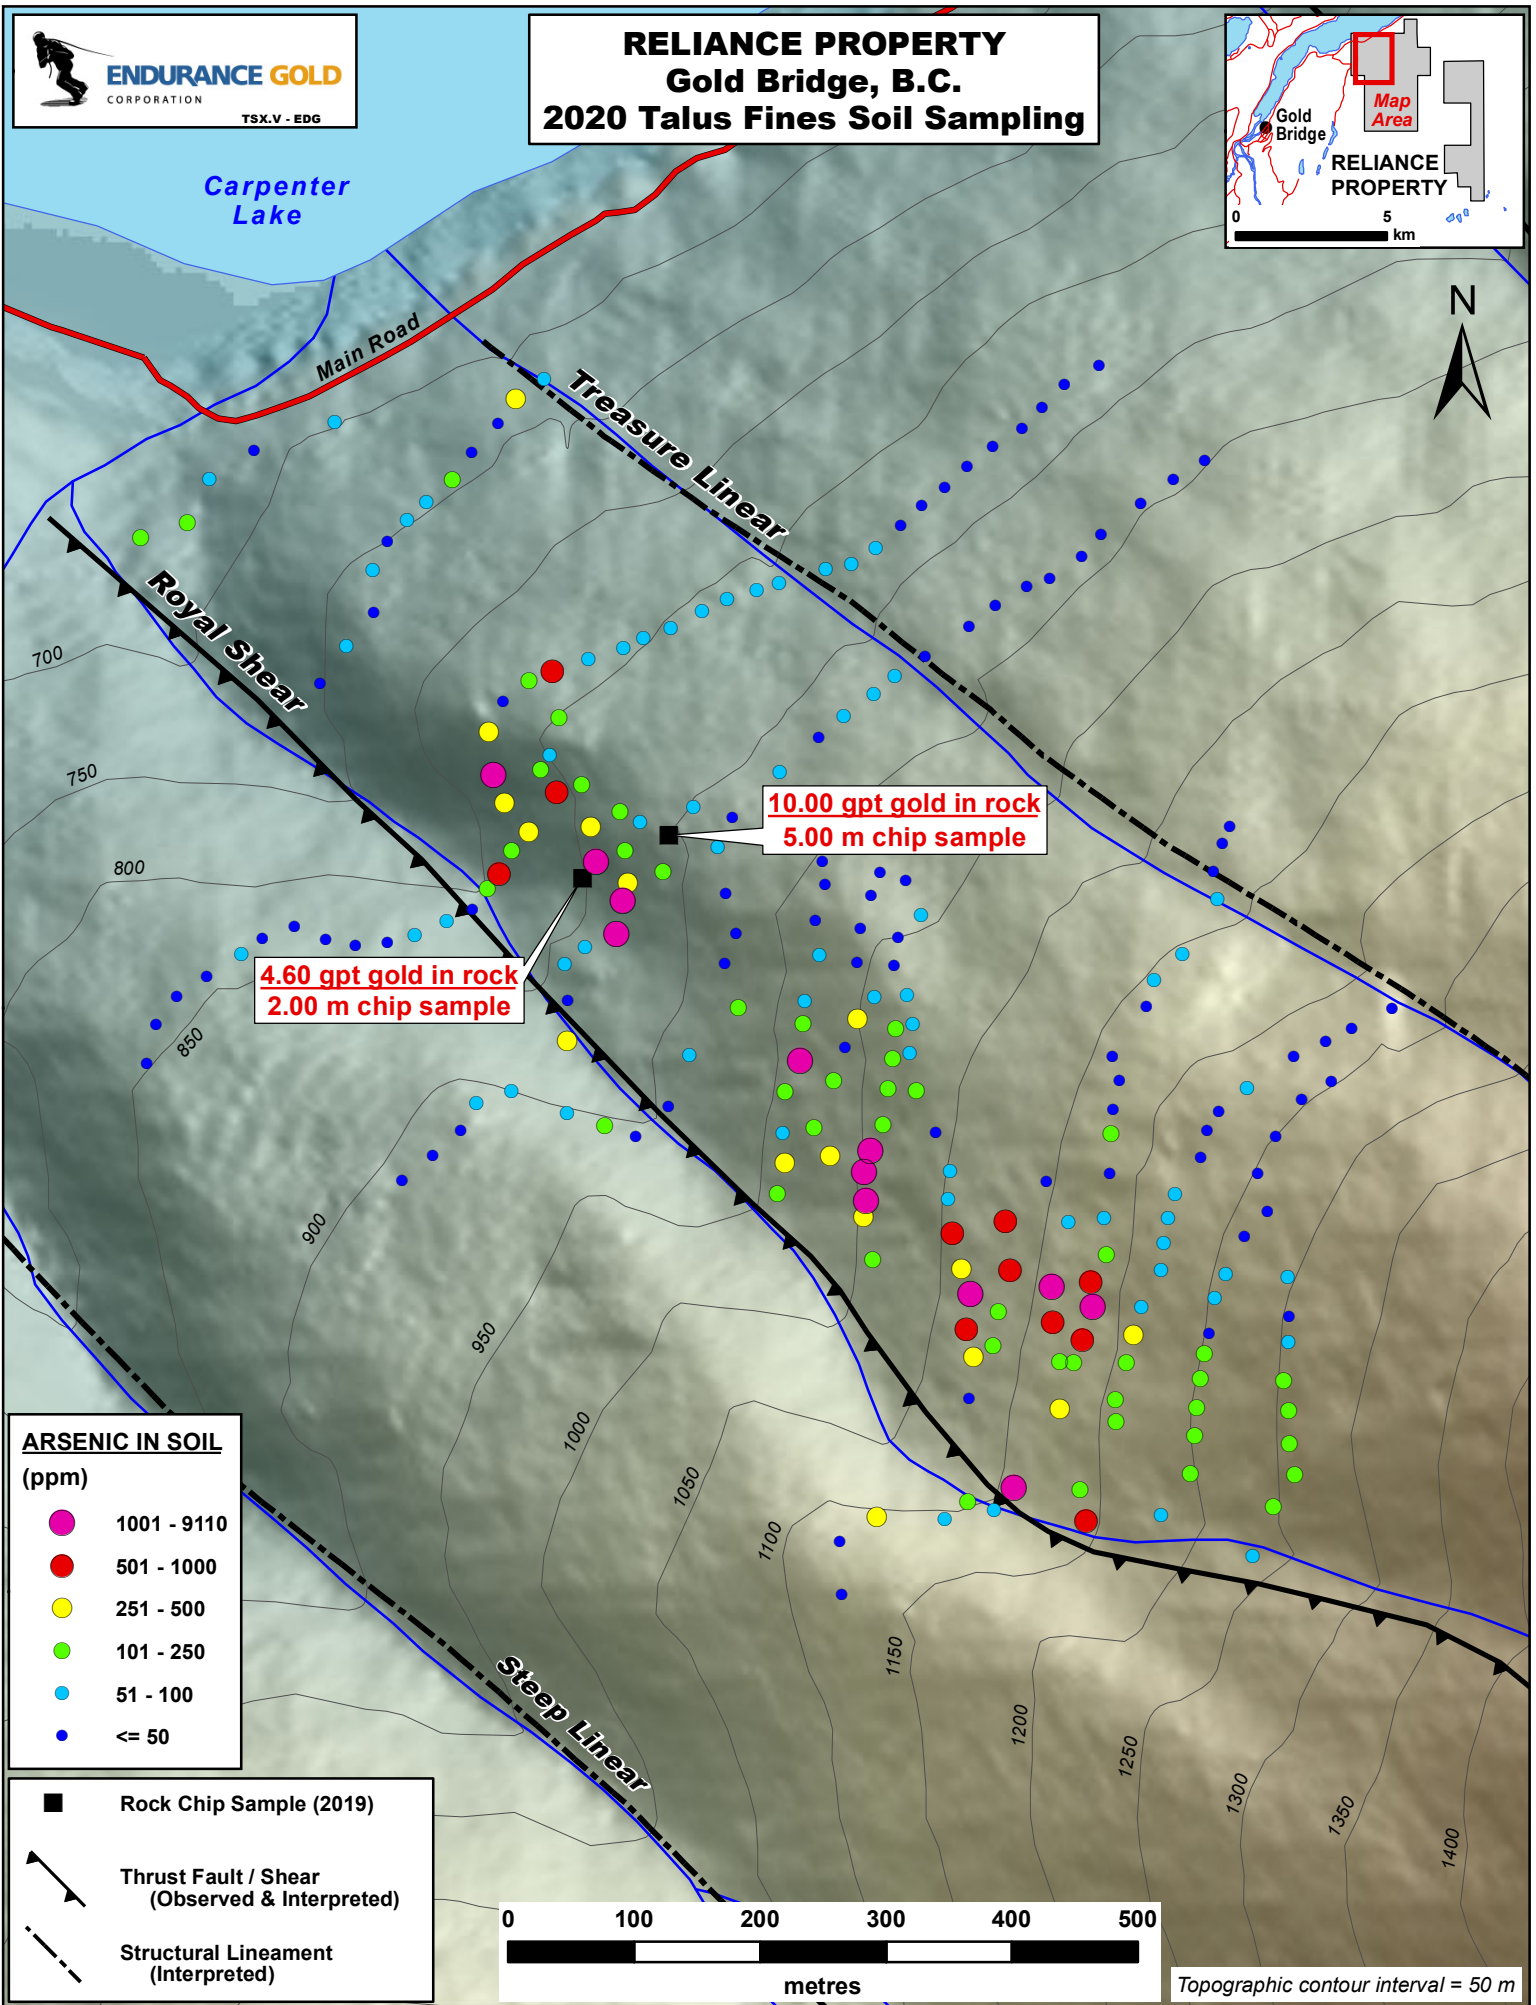 ENDURANCE GOLD
CORPORATION
TSX.V - EDG
RELIANCE PROPERTY
Gold Bridge, B.C.
2020 Talus Fines Soil Sampling
Gold
Bridge
Map
Area
RELIANCE
PROPERTY
0 5
km
Carpenter
Lake
N
Main Road
Treasure Linear
Royal Shear
700
750
10.00 gpt gold in rock
5.00 m chip sample
800
4.60 gpt gold in rock
2.00 m chip sample
850
900
950
1000
1050
1100
1150
1200
1250
1300
1350
1400
Steep Linear
ARSENIC IN SOIL
(ppm)
1001 - 9110
501 - 1000
251 - 500
101 - 250
51 - 100
<= 50
Rock Chip Sample (2019)
Thrust Fault / Shear
(Observed & Interpreted)
Structural Lineament
(Interpreted)
0 100 200 300 400 500
metres
Topographic contour interval = 50 m